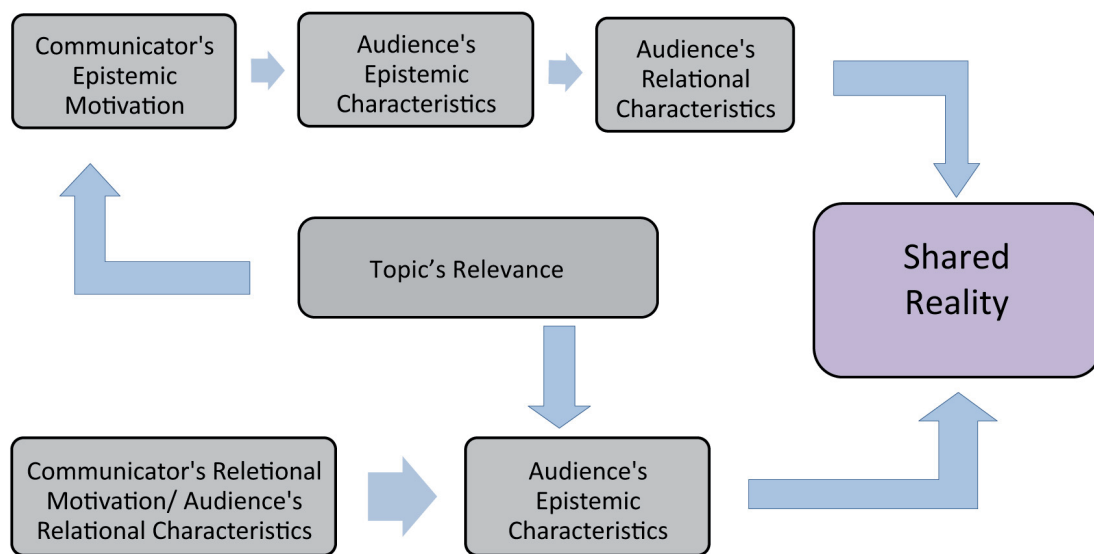 Communicator's
Epistemic
Motivation
Audience's
Epistemic
Characteristics
Audience's
Relational
Characteristics
Topic’s Relevance
Shared
Reality
Communicator's Reletional
Motivation/ Audience's
Relational Characteristics
Audience's
Epistemic
Characteristics